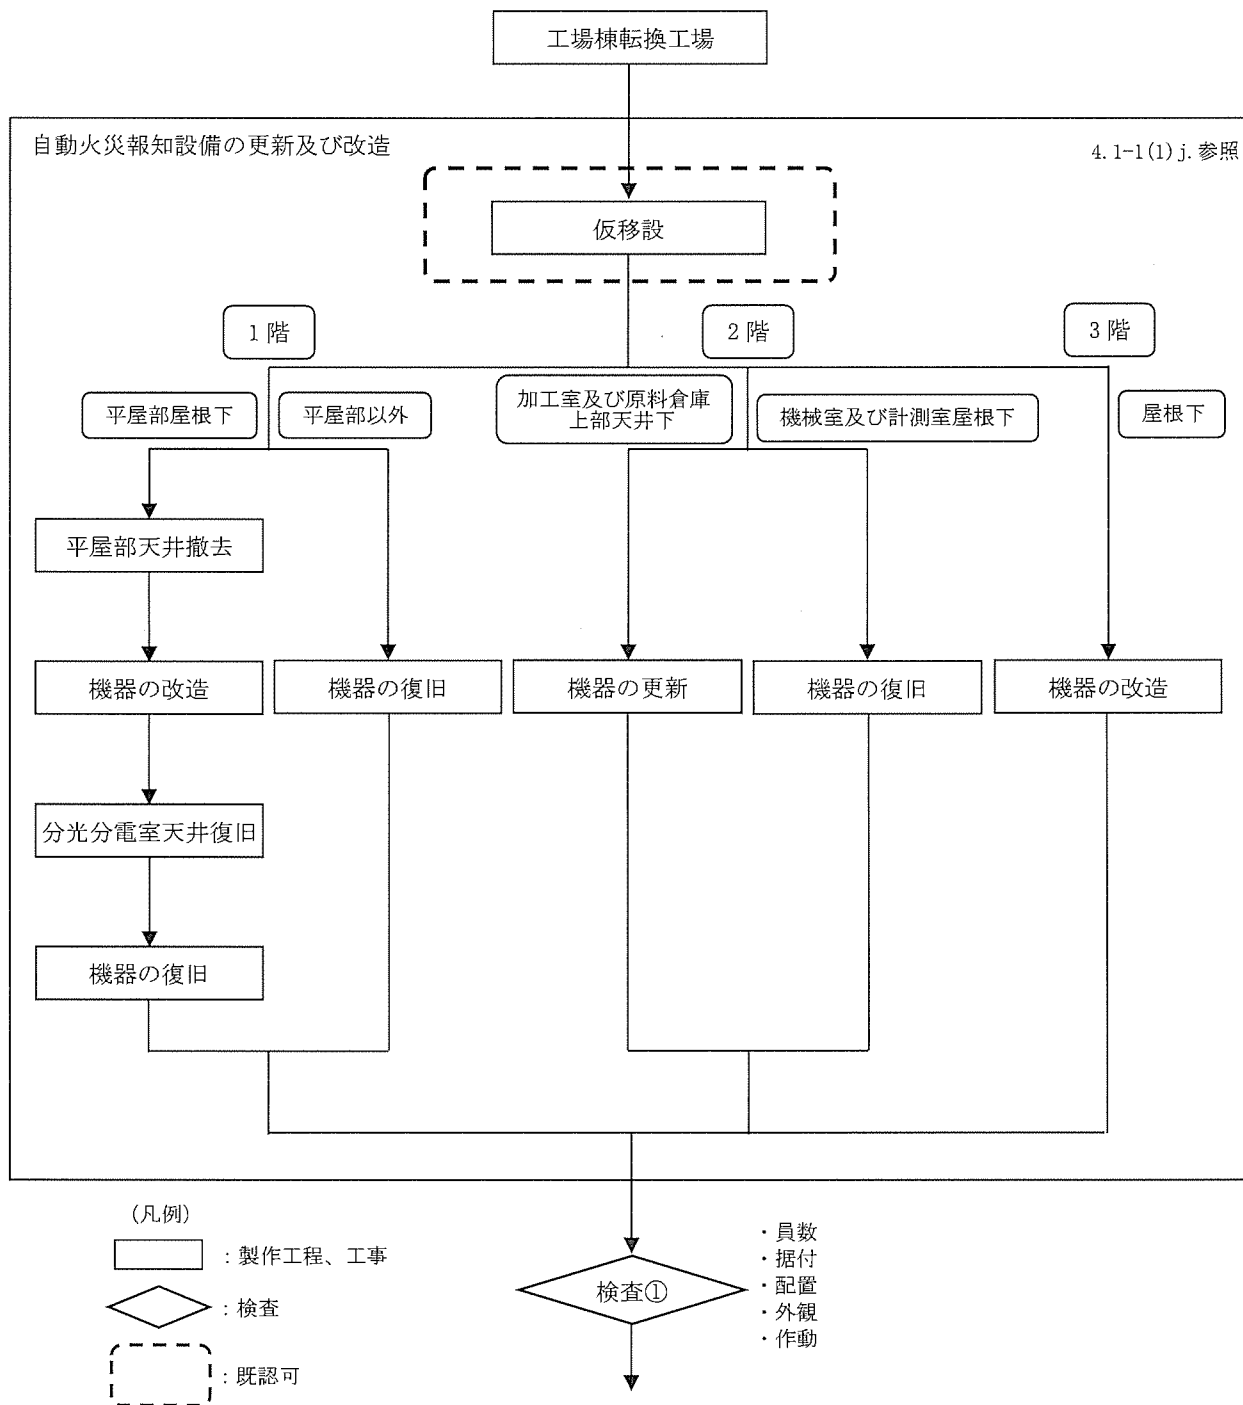 工場棟転換工場
自動火災報知設備の更新及び改造
4.1-1(1)j.参照
仮移設
1階
2階
3階
平屋部屋根下
平屋部以外
加工室及び原料倉庫
上部天井下
機械室及び計測室屋根下
屋根下
平屋部天井撤去
機器の改造
機器の復旧
機器の更新
機器の復旧
機器の改造
分光分電室天井復旧
機器の復旧
(凡例)
:製作工程、工事
:検査
:既認可
検査①
・員数
・据付
・配置
・外観
・作動